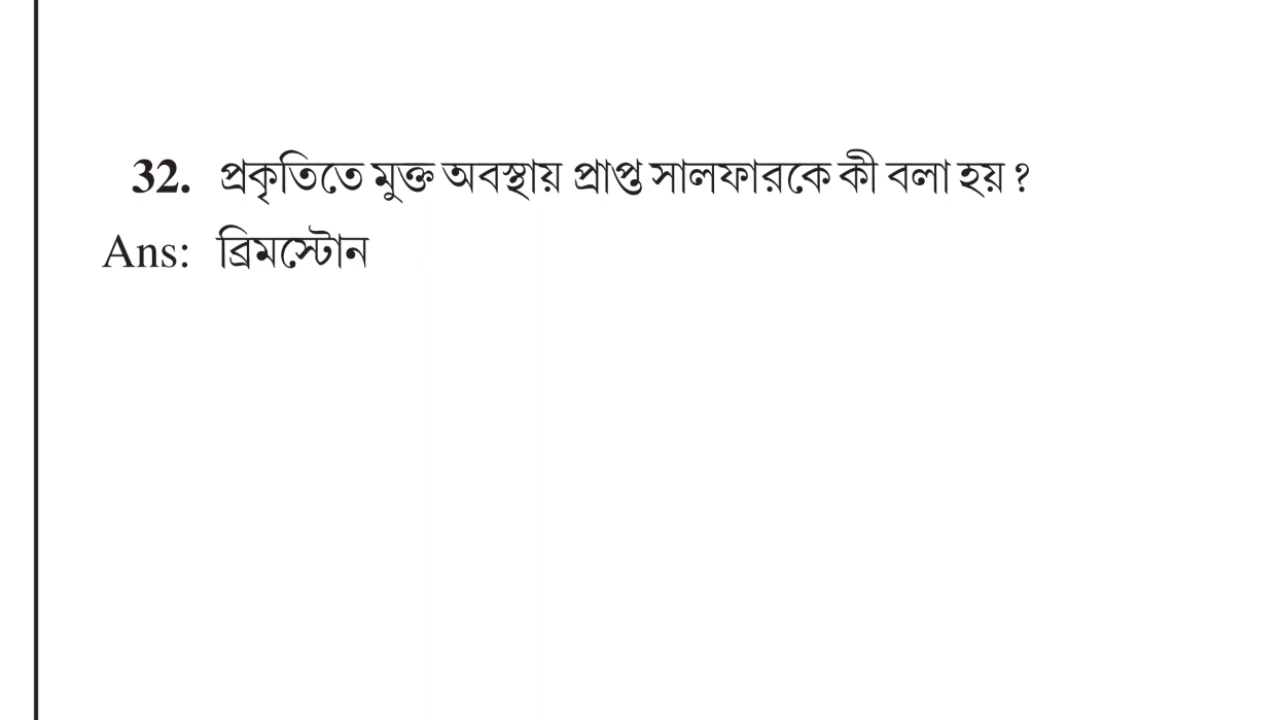 32. প্রকৃতিতে মুক্ত অবস্থায় প্রাপ্ত সালফারকে কী বলা হয় ?
Ans: ব্রিমস্টোন